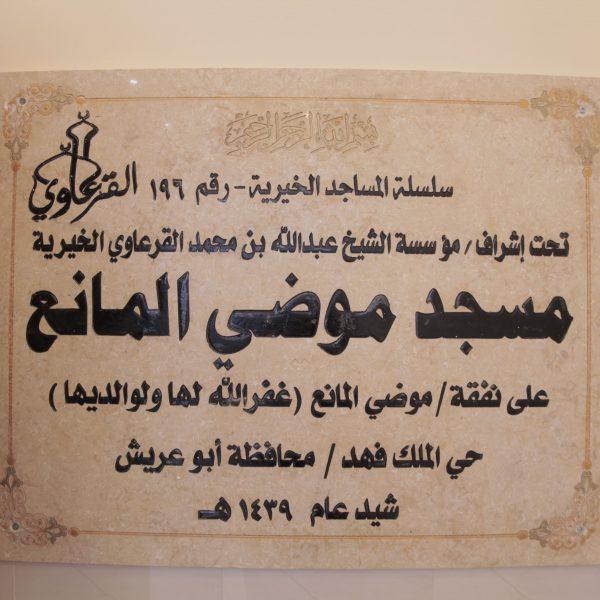 بسم الله الرحمن الرحيم
سلسلة المساجد الخيرية - رقم ١٩٦
القرعاوي
تحت إشراف / مؤسسة الشيخ عبدالله بن محمد القرعاوي الخيرية
مسجد موضي المانع
على نفقة / موضي المانع (غفر الله لها ولوالديها)
حي الملك فهد / محافظة أبو عريش
شيد عام ١٤٣٩ هـ